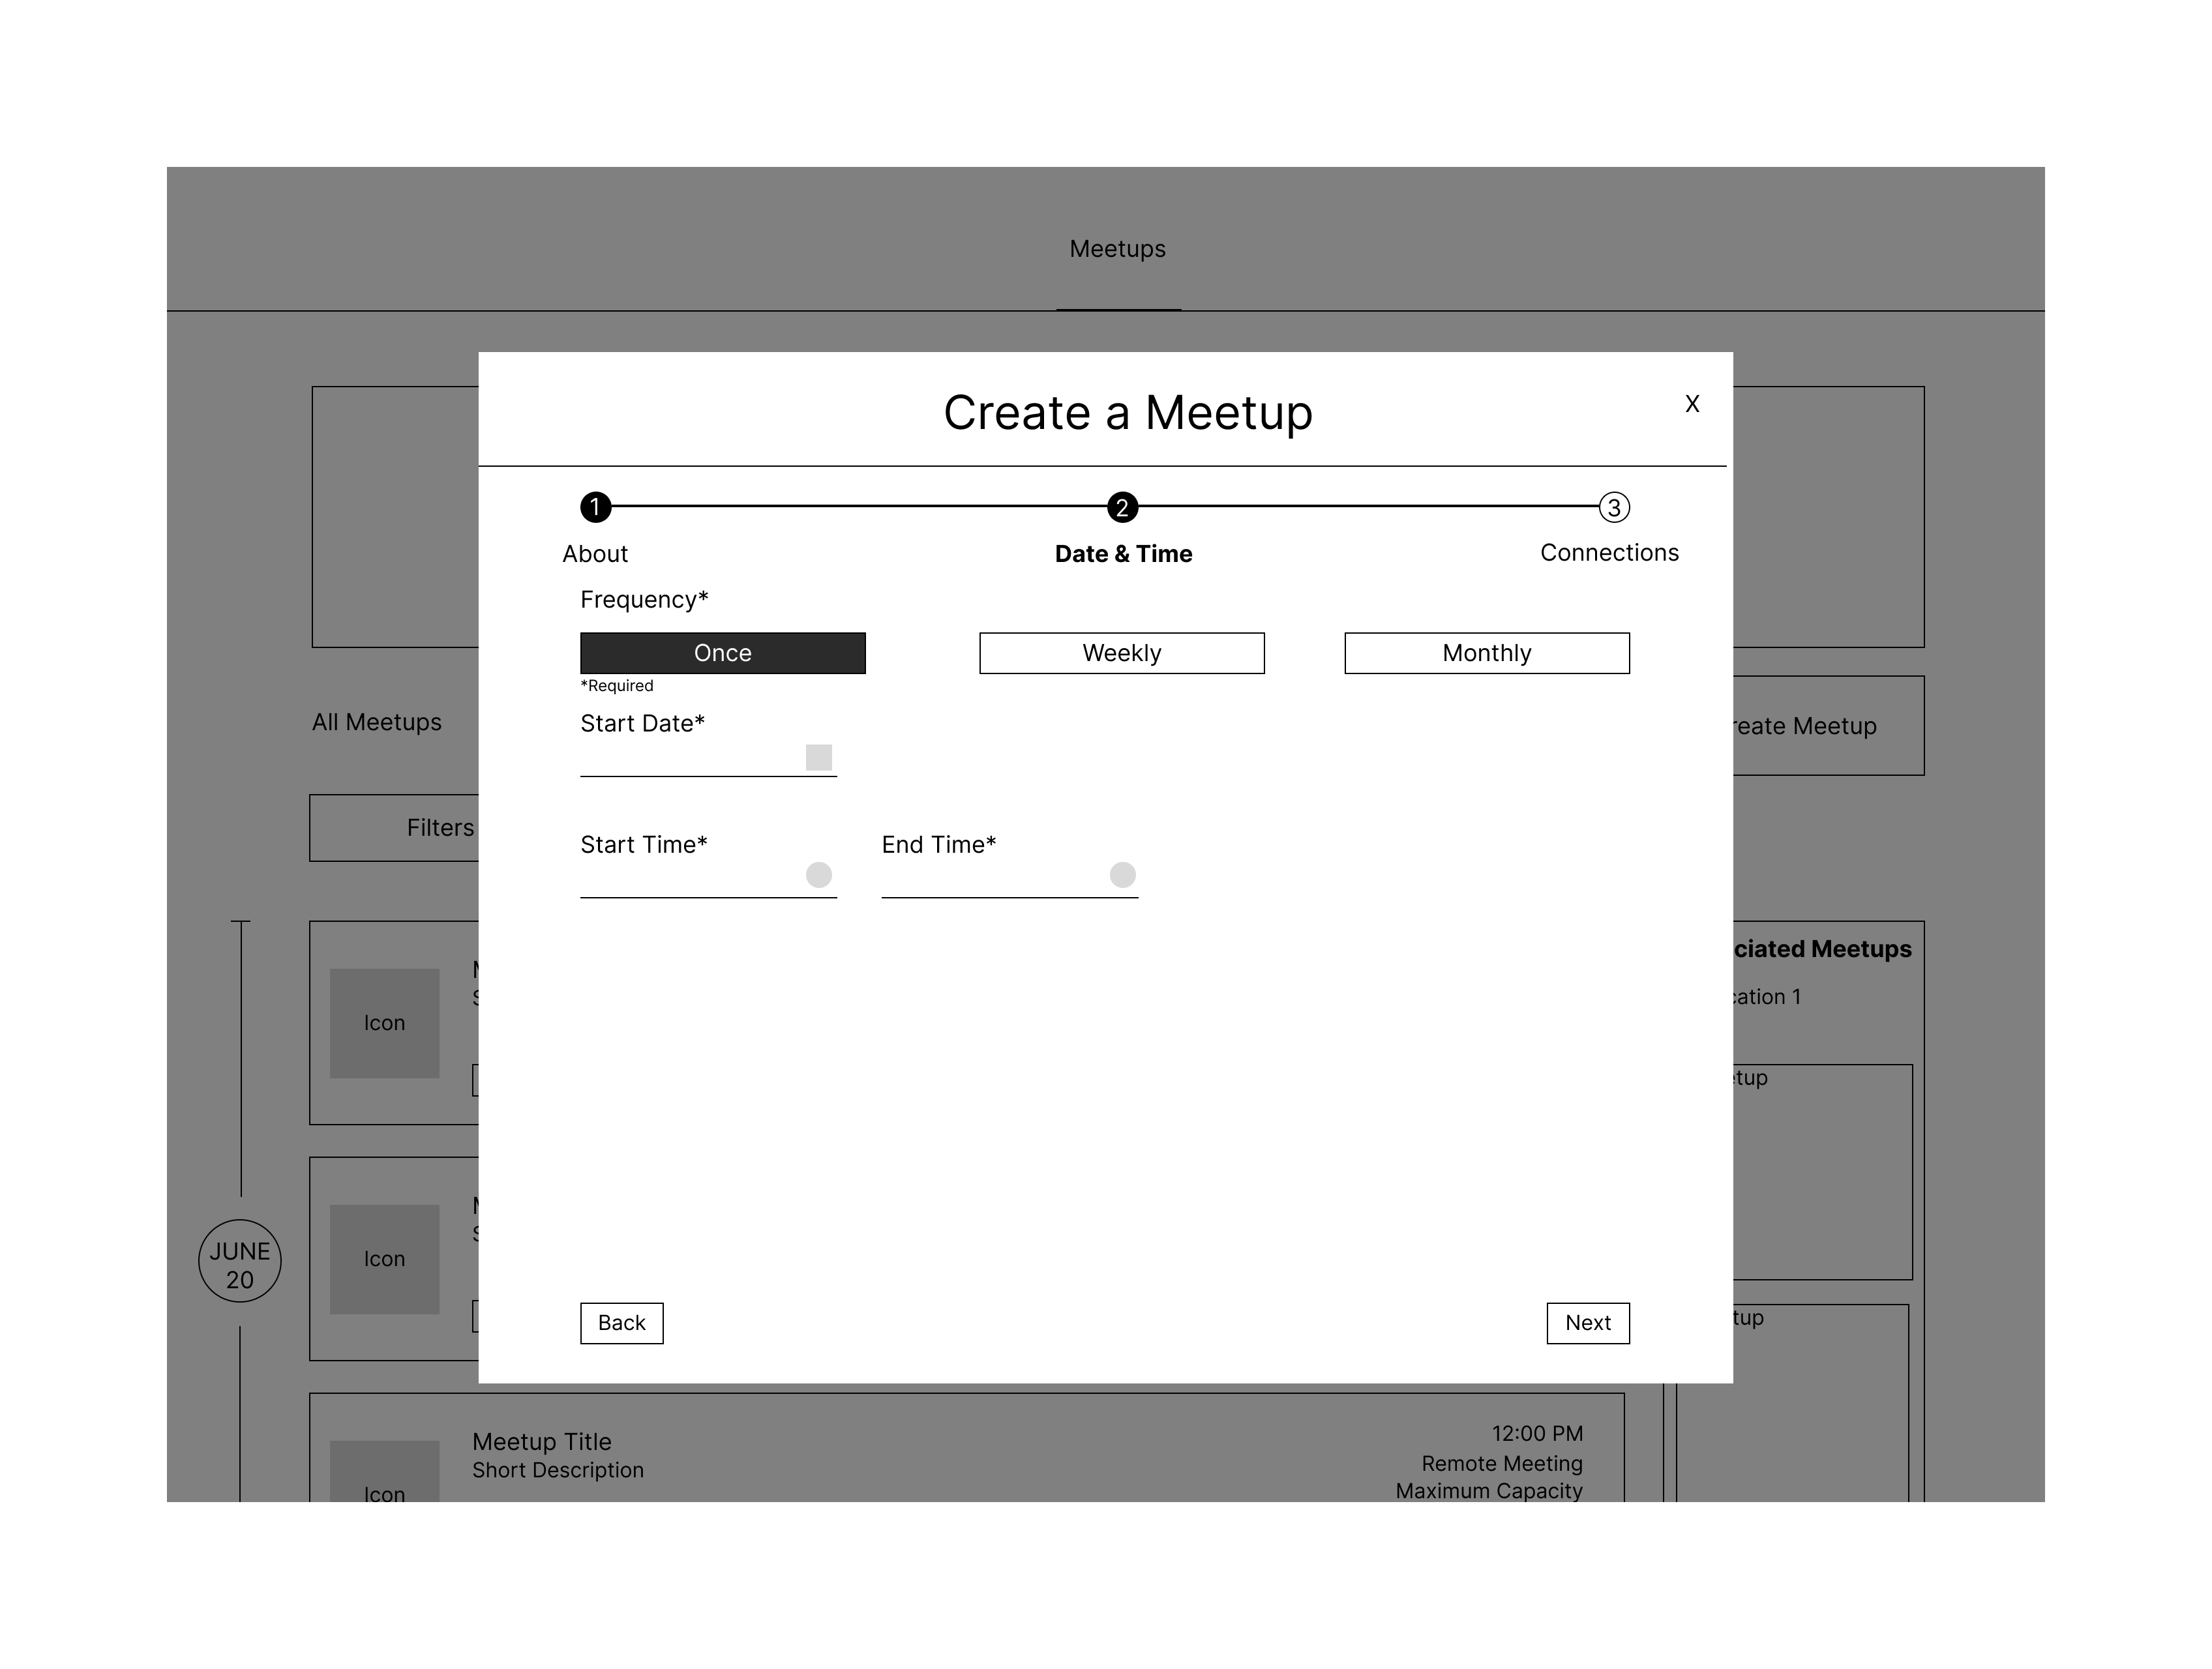 Meetups
Create a Meetup
X
1
2
3
About
Date & Time
Connections
Frequency*
Once
Weekly
Monthly
*Required
Start Date*
Start Time*
End Time*
Back
Next
All Meetups
reate Meetup
Filters
Icon
ciated Meetups
cation 1
etup
JUNE
20
Icon
tup
Icon
Meetup Title
Short Description
12:00 PM
Remote Meeting
Maximum Capacity